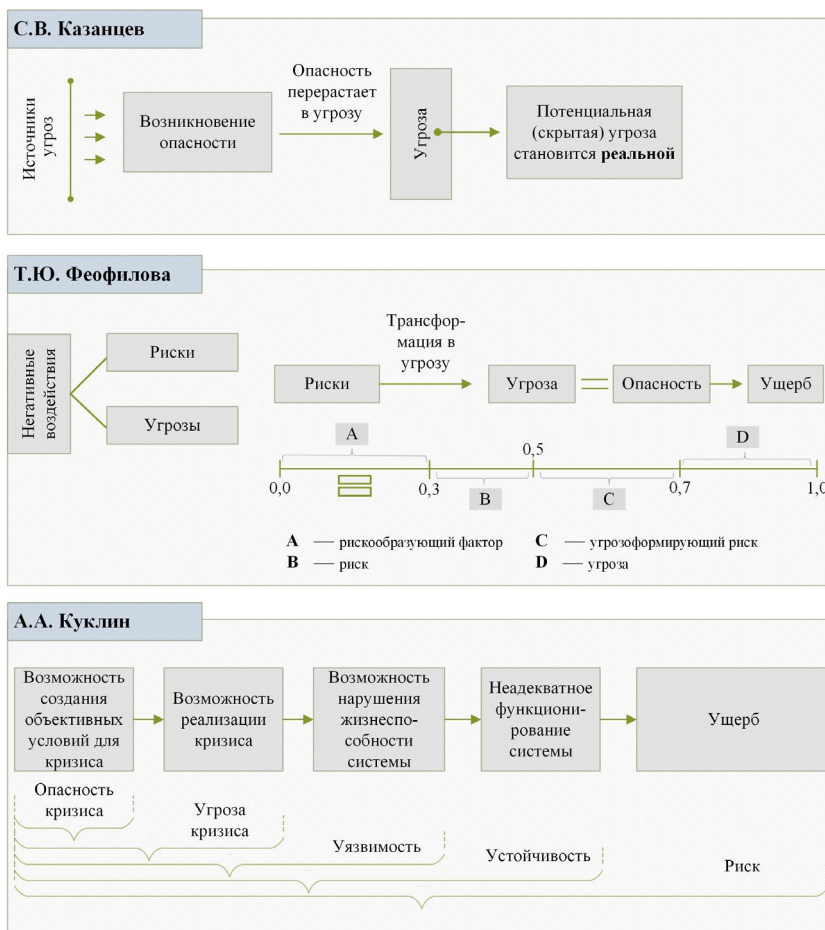 С.В. Казанцев
Источники
угроз
Возникновение
опасности
Опасность
перерастает
в угрозу
Угроза
Потенциальная
(скрытая) угроза
становится реальной
Т.Ю. Феофилова
Негативные
воздействия
Риски
Угрозы
Риски
Трансфор-
мация в
угрозу
Угроза
Опасность
Ущерб
A
D
0,5
0,0
0,3
B
C
0,7
1,0
A — рискообразующий фактор
B — риск
C — угрозоформирующий риск
D — угроза
А.А. Куклин
Возможность
создания
объективных
условий для
кризиса
Возможность
реализации
кризиса
Возможность
нарушения
жизнеспо-
собности
системы
Неадекватное
функциони-
рование
системы
Ущерб
Опасность
кризиса
Угроза
кризиса
Уязвимость
Устойчивость
Риск